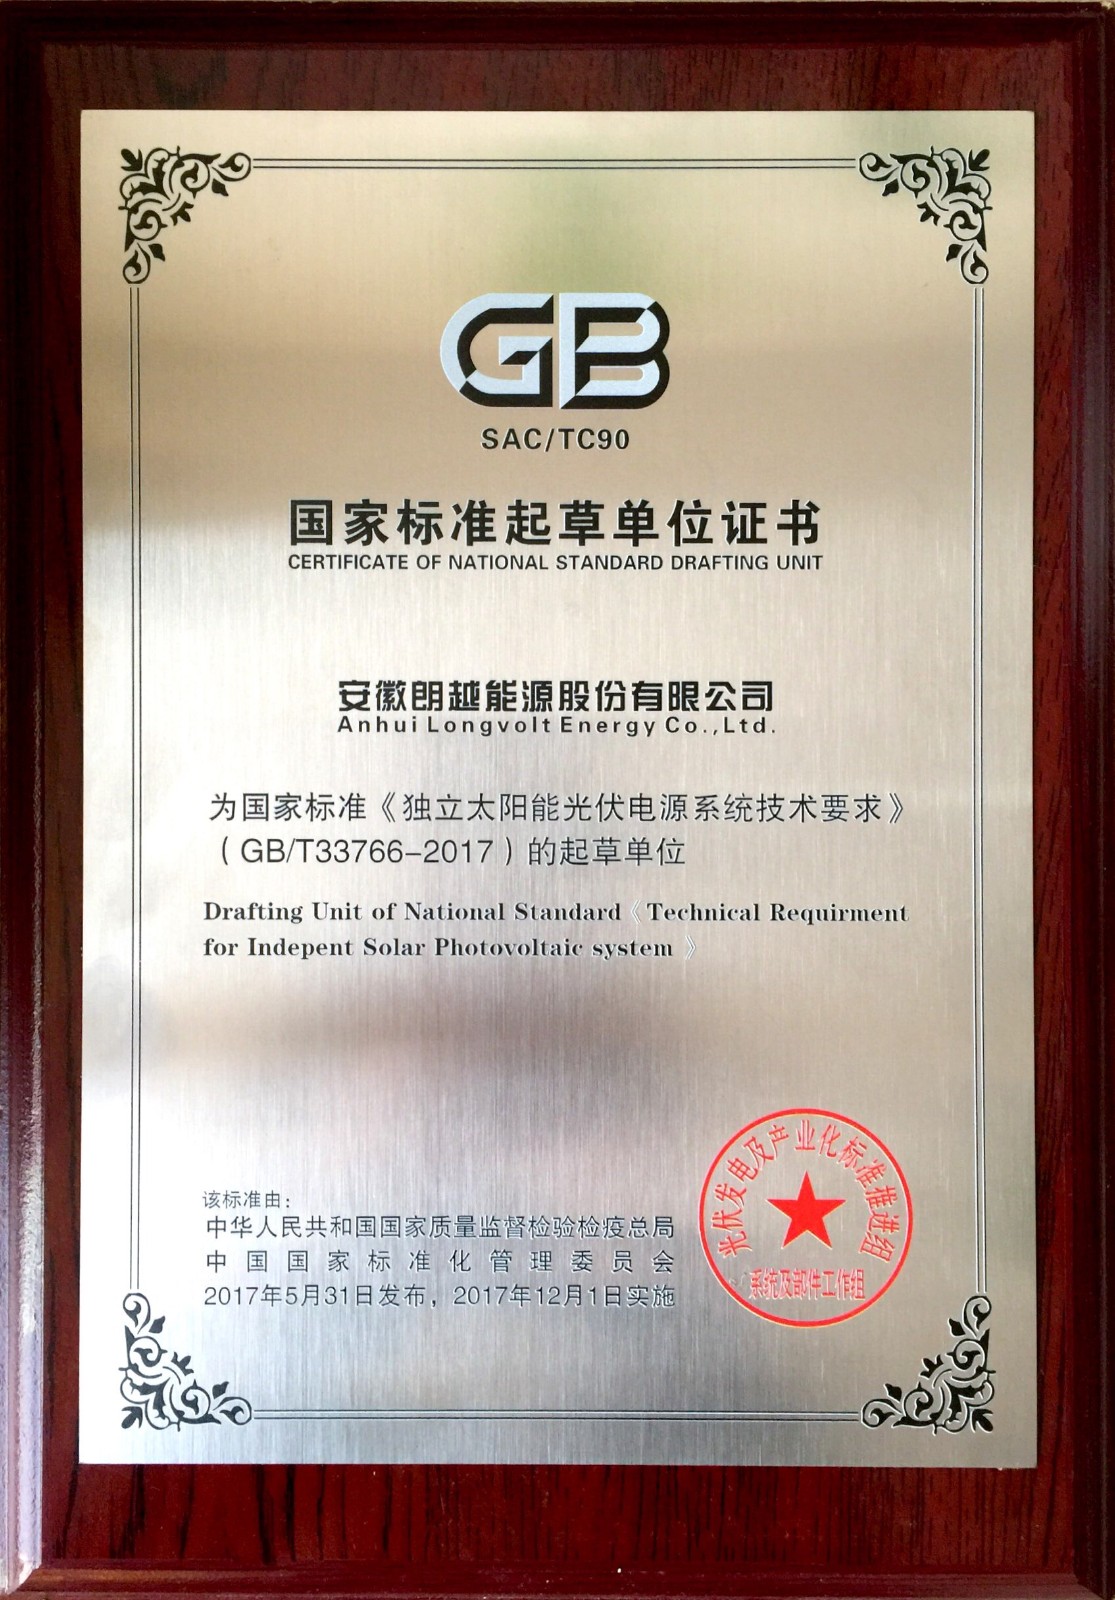 GB
SAC/TC90
国家标准起草单位证书
CERTIFICATE OF NATIONAL STANDARD DRAFTING UNIT
安徽朗越能源股份有限公司
Anhui Longvolt Energy Co.,Ltd.
为国家标准《独立太阳能光伏电源系统技术要求》
（GB/T33766-2017）的起草单位
Drafting Unit of National Standard《Technical Requirment
for Indepent Solar Photovoltaic system 》
该标准由:
中华人民共和国国家质量监督检验检疫总局
中国国家标准化管理委员会
2017年5月31日发布，2017年12月1日实施
光伏发电及产业化标准推进组
系统及部件工作组